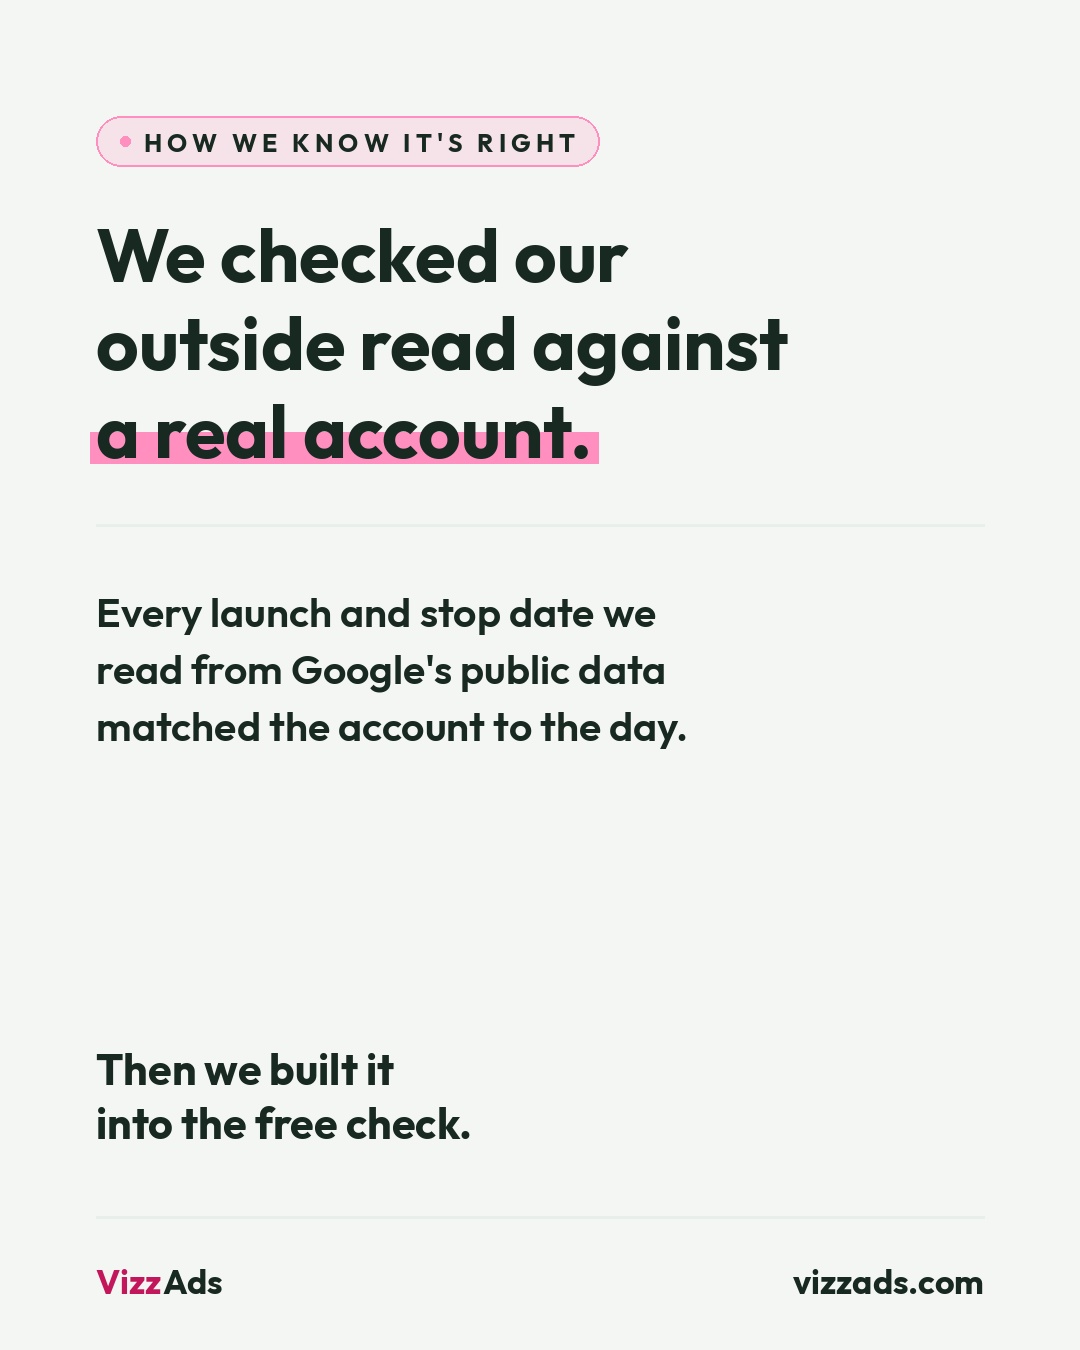 HOW WE KNOW IT'S RIGHT
We checked our
outside read against
a real account.
Every launch and stop date we
read from Google's public data
matched the account to the day.
Then we built it
into the free check.
VizzAds
vizzads.com